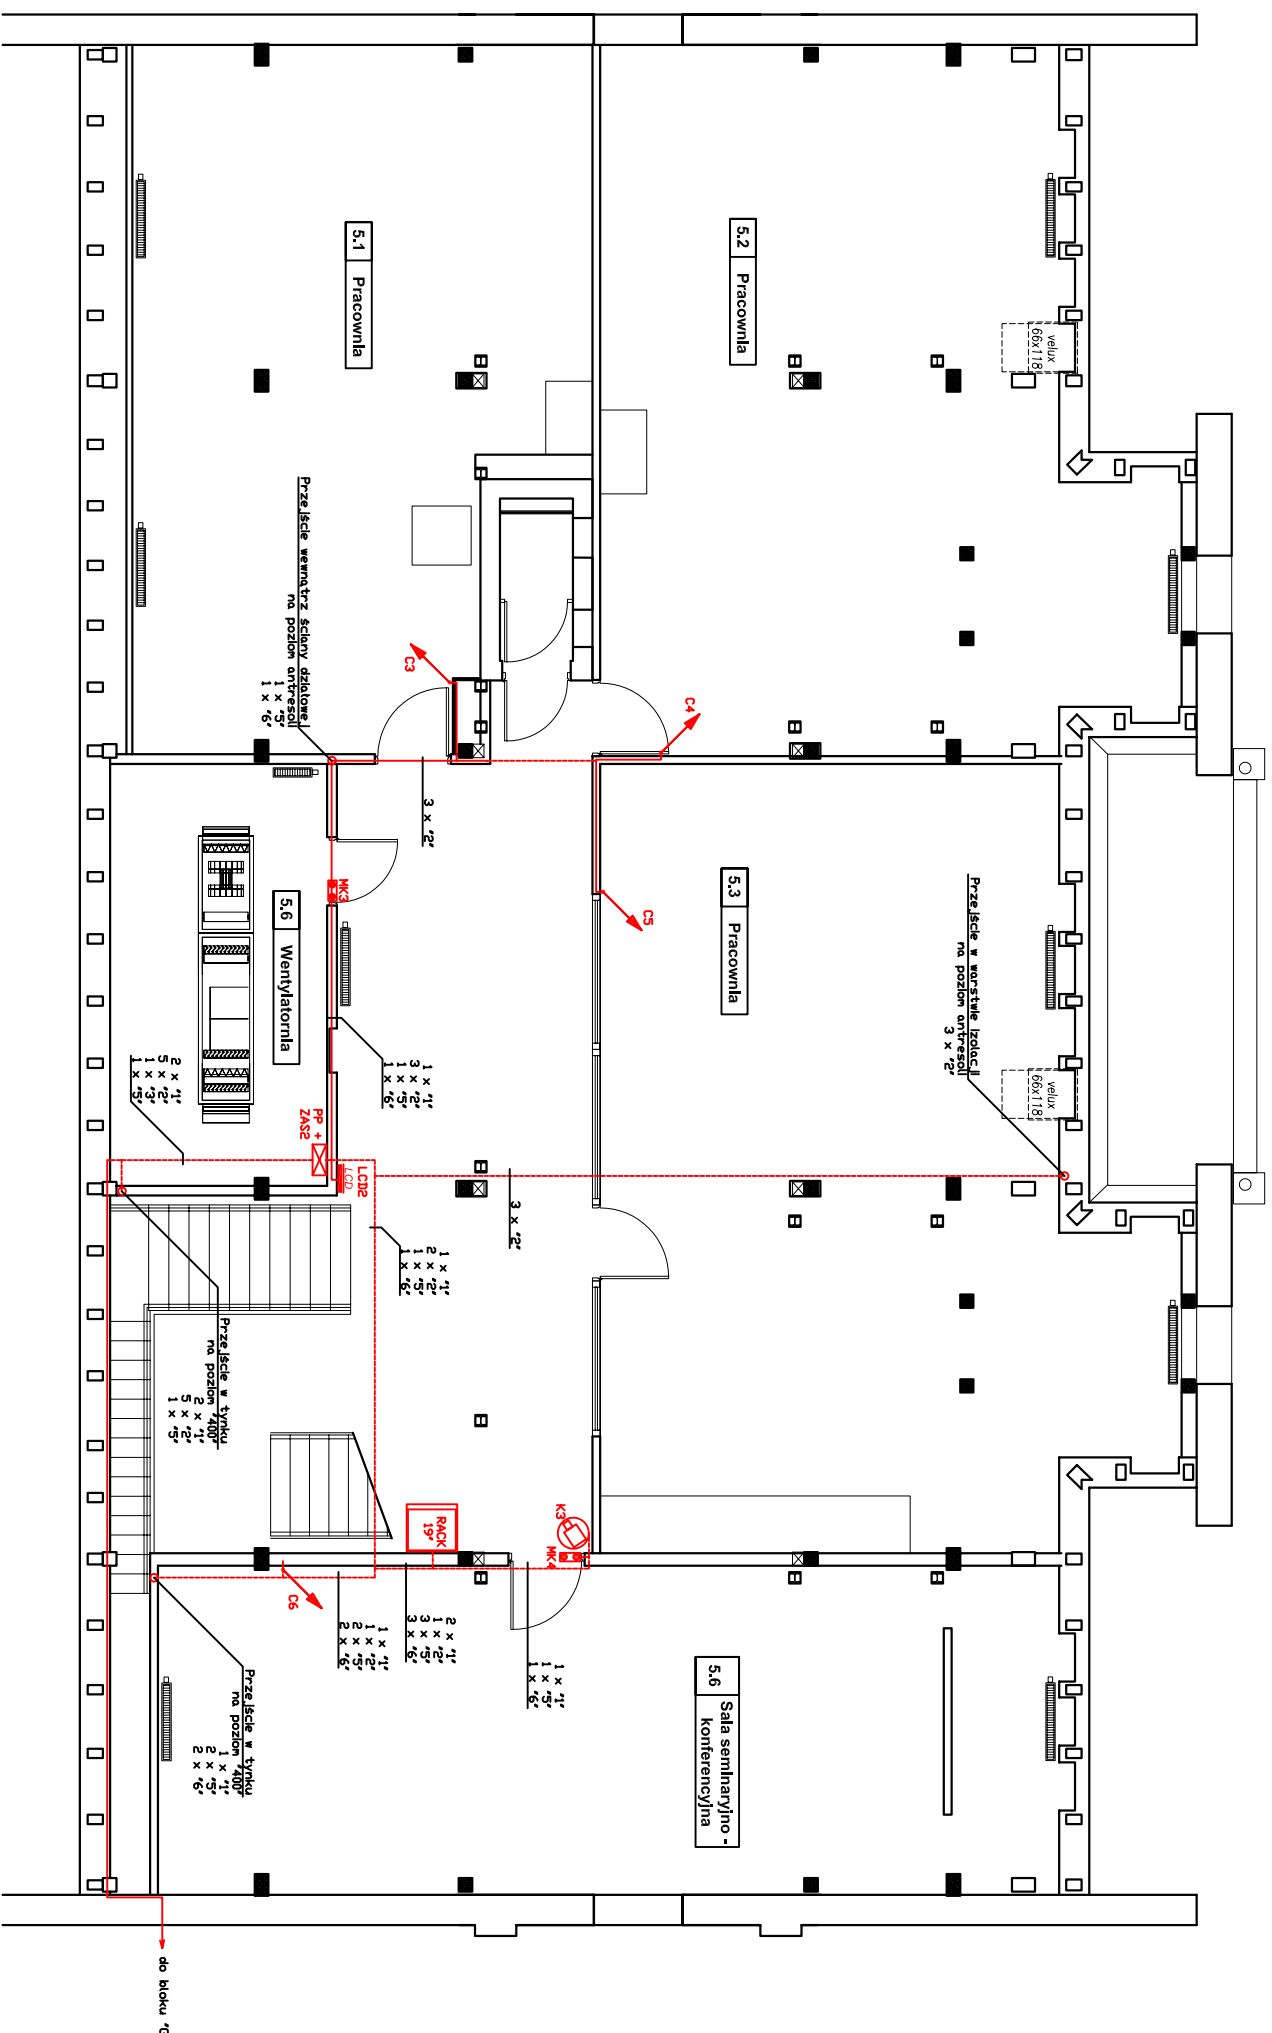 5.1 Pracownia
5.2 Pracownia
velux
66x118
Przejście wewnątrz ściany działowej
na poziom antresoli
1 x "5"
1 x "6"
C3
C4
3 x "2"
C5
MK3
5.3 Pracownia
5.6 Wentylatornia
Przejście w warstwie izolacji
na poziom antresoli
3 x "2"
velux
66x118
1 x "1"
3 x "2"
1 x "5"
1 x "6"
2 x "1"
5 x "2"
1 x "3"
1 x "5"
PP +
ZAS2
LCD2
LCD
3 x "2"
1 x "1"
2 x "2"
1 x "5"
1 x "6"
Przejście w tynku
na poziom "400"
2 x "1"
5 x "2"
1 x "5"
RACK
19"
K3
MK4
C6
2 x "1"
1 x "2"
3 x "5"
3 x "6"
1 x "1"
1 x "2"
2 x "5"
2 x "6"
1 x "1"
1 x "5"
1 x "6"
Przejście w tynku
na poziom "400"
1 x "1"
2 x "5"
2 x "6"
5.6 Sala seminaryjno -
konferencyjna
do bloku